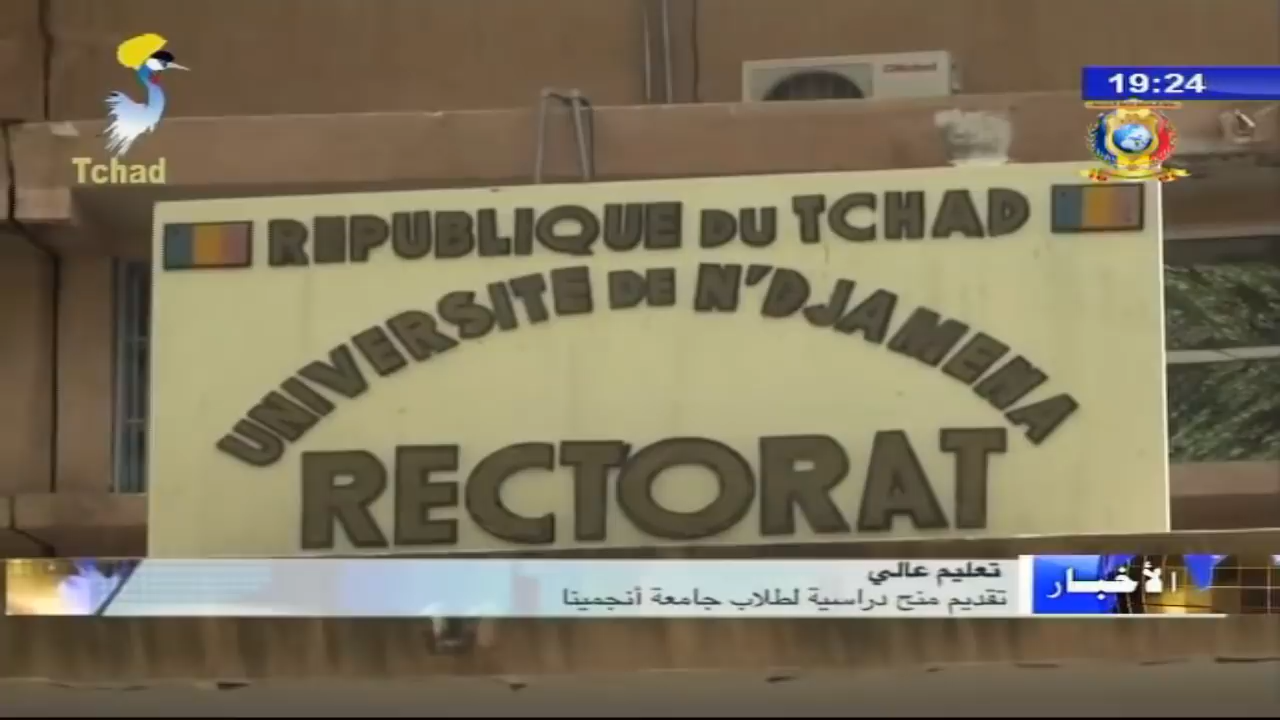 19:24
Tchad
REPUBLIQUE DU TCHAD
UNIVERSITE DE N'DJAMENA
RECTORAT
الأخبار
تعليم عالي
تقديم منح دراسية لطلاب جامعة أنجمينا